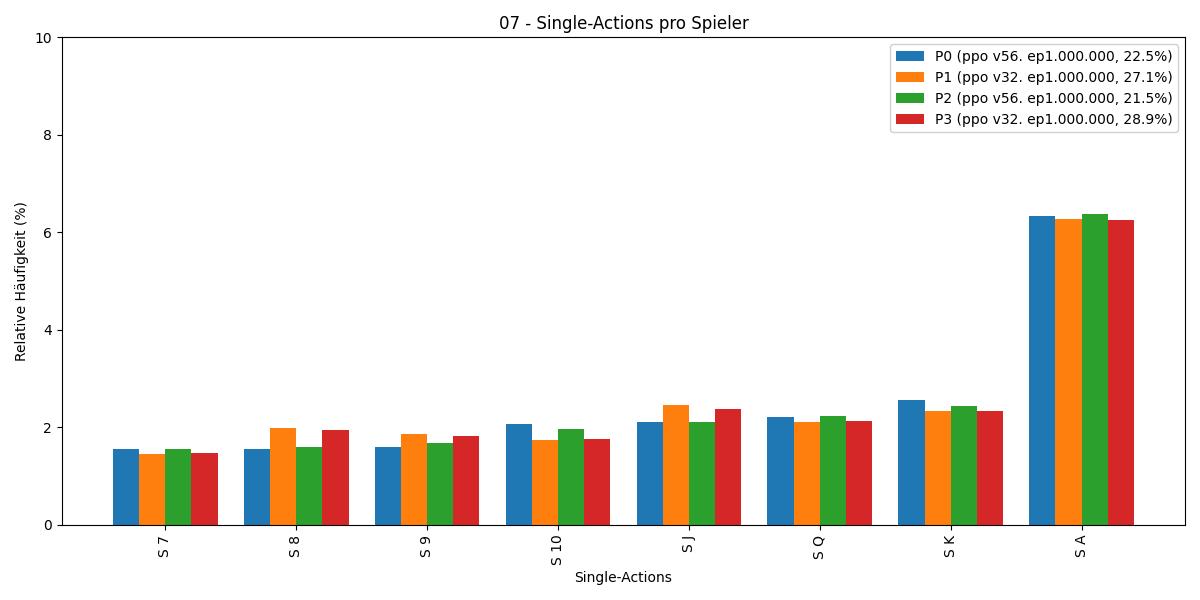 07 - Single-Actions pro Spieler
10
8
6
4
2
0
Relative Häufigkeit (%)
P0 (ppo v56. ep1.000.000, 22.5%)
P1 (ppo v32. ep1.000.000, 27.1%)
P2 (ppo v56. ep1.000.000, 21.5%)
P3 (ppo v32. ep1.000.000, 28.9%)
S 7
S 8
S 9
S 10
S J
S Q
S K
S A
Single-Actions